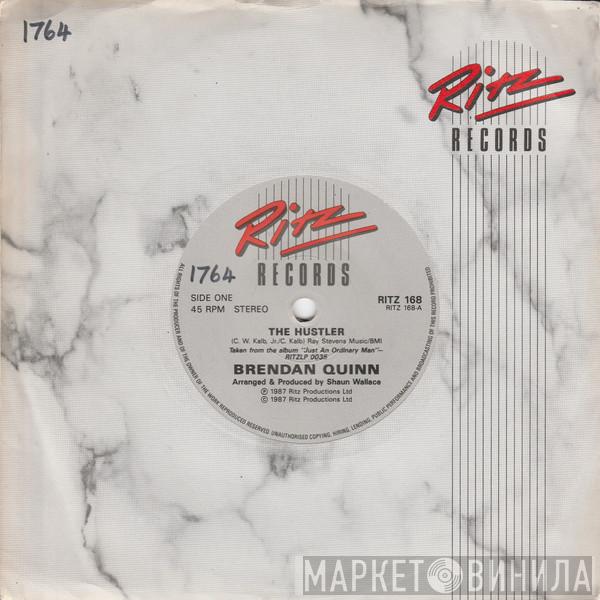 1764
Ritz
RECORDS
Ritz
RECORDS
1764
SIDE ONE
45 RPM STEREO
RITZ 168
RITZ 168-A
THE HUSTLER
(C. W. Kalb, Jr./C. Kalb) Ray Stevens Music/BMI
Taken from the album "Just An Ordinary Man"–
RITZLP 0038
BRENDAN QUINN
Arranged & Produced by Shaun Wallace
℗ 1987 Ritz Productions Ltd
© 1987 Ritz Productions Ltd
ALL RIGHTS OF THE PRODUCER AND OF THE OWNER OF THE WORK REPRODUCED RESERVED UNAUTHORISED COPYING, HIRING, LENDING, PUBLIC PERFORMANCE AND BROADCASTING OF THIS RECORD PROHIBITED
МАРКЕТ ВИНИЛА